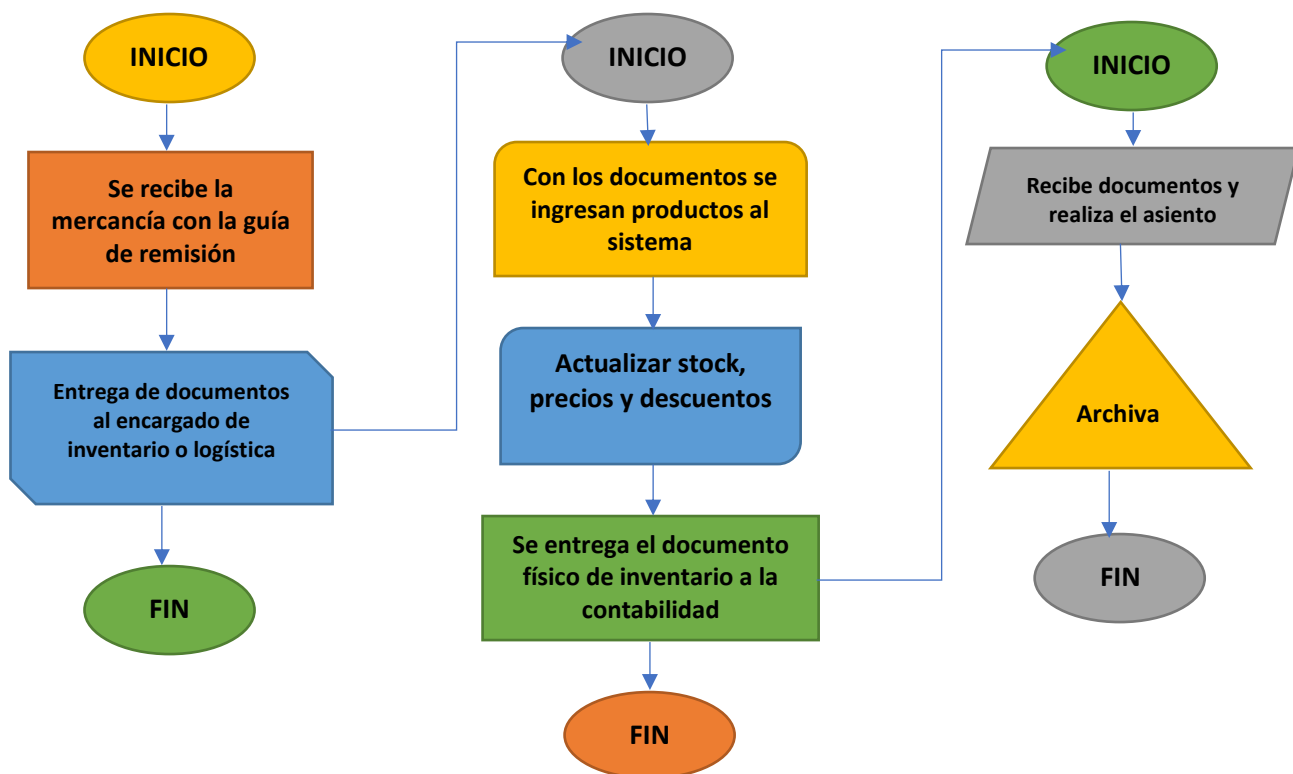 INICIO
Se recibe la
mercancía con la guía
de remisión
Entrega de documentos
al encargado de
inventario o logística
FIN
INICIO
Con los documentos se
ingresan productos al
sistema
Actualizar stock,
precios y descuentos
Se entrega el documento
físico de inventario a la
contabilidad
FIN
INICIO
Recibe documentos y
realiza el asiento
Archiva
FIN